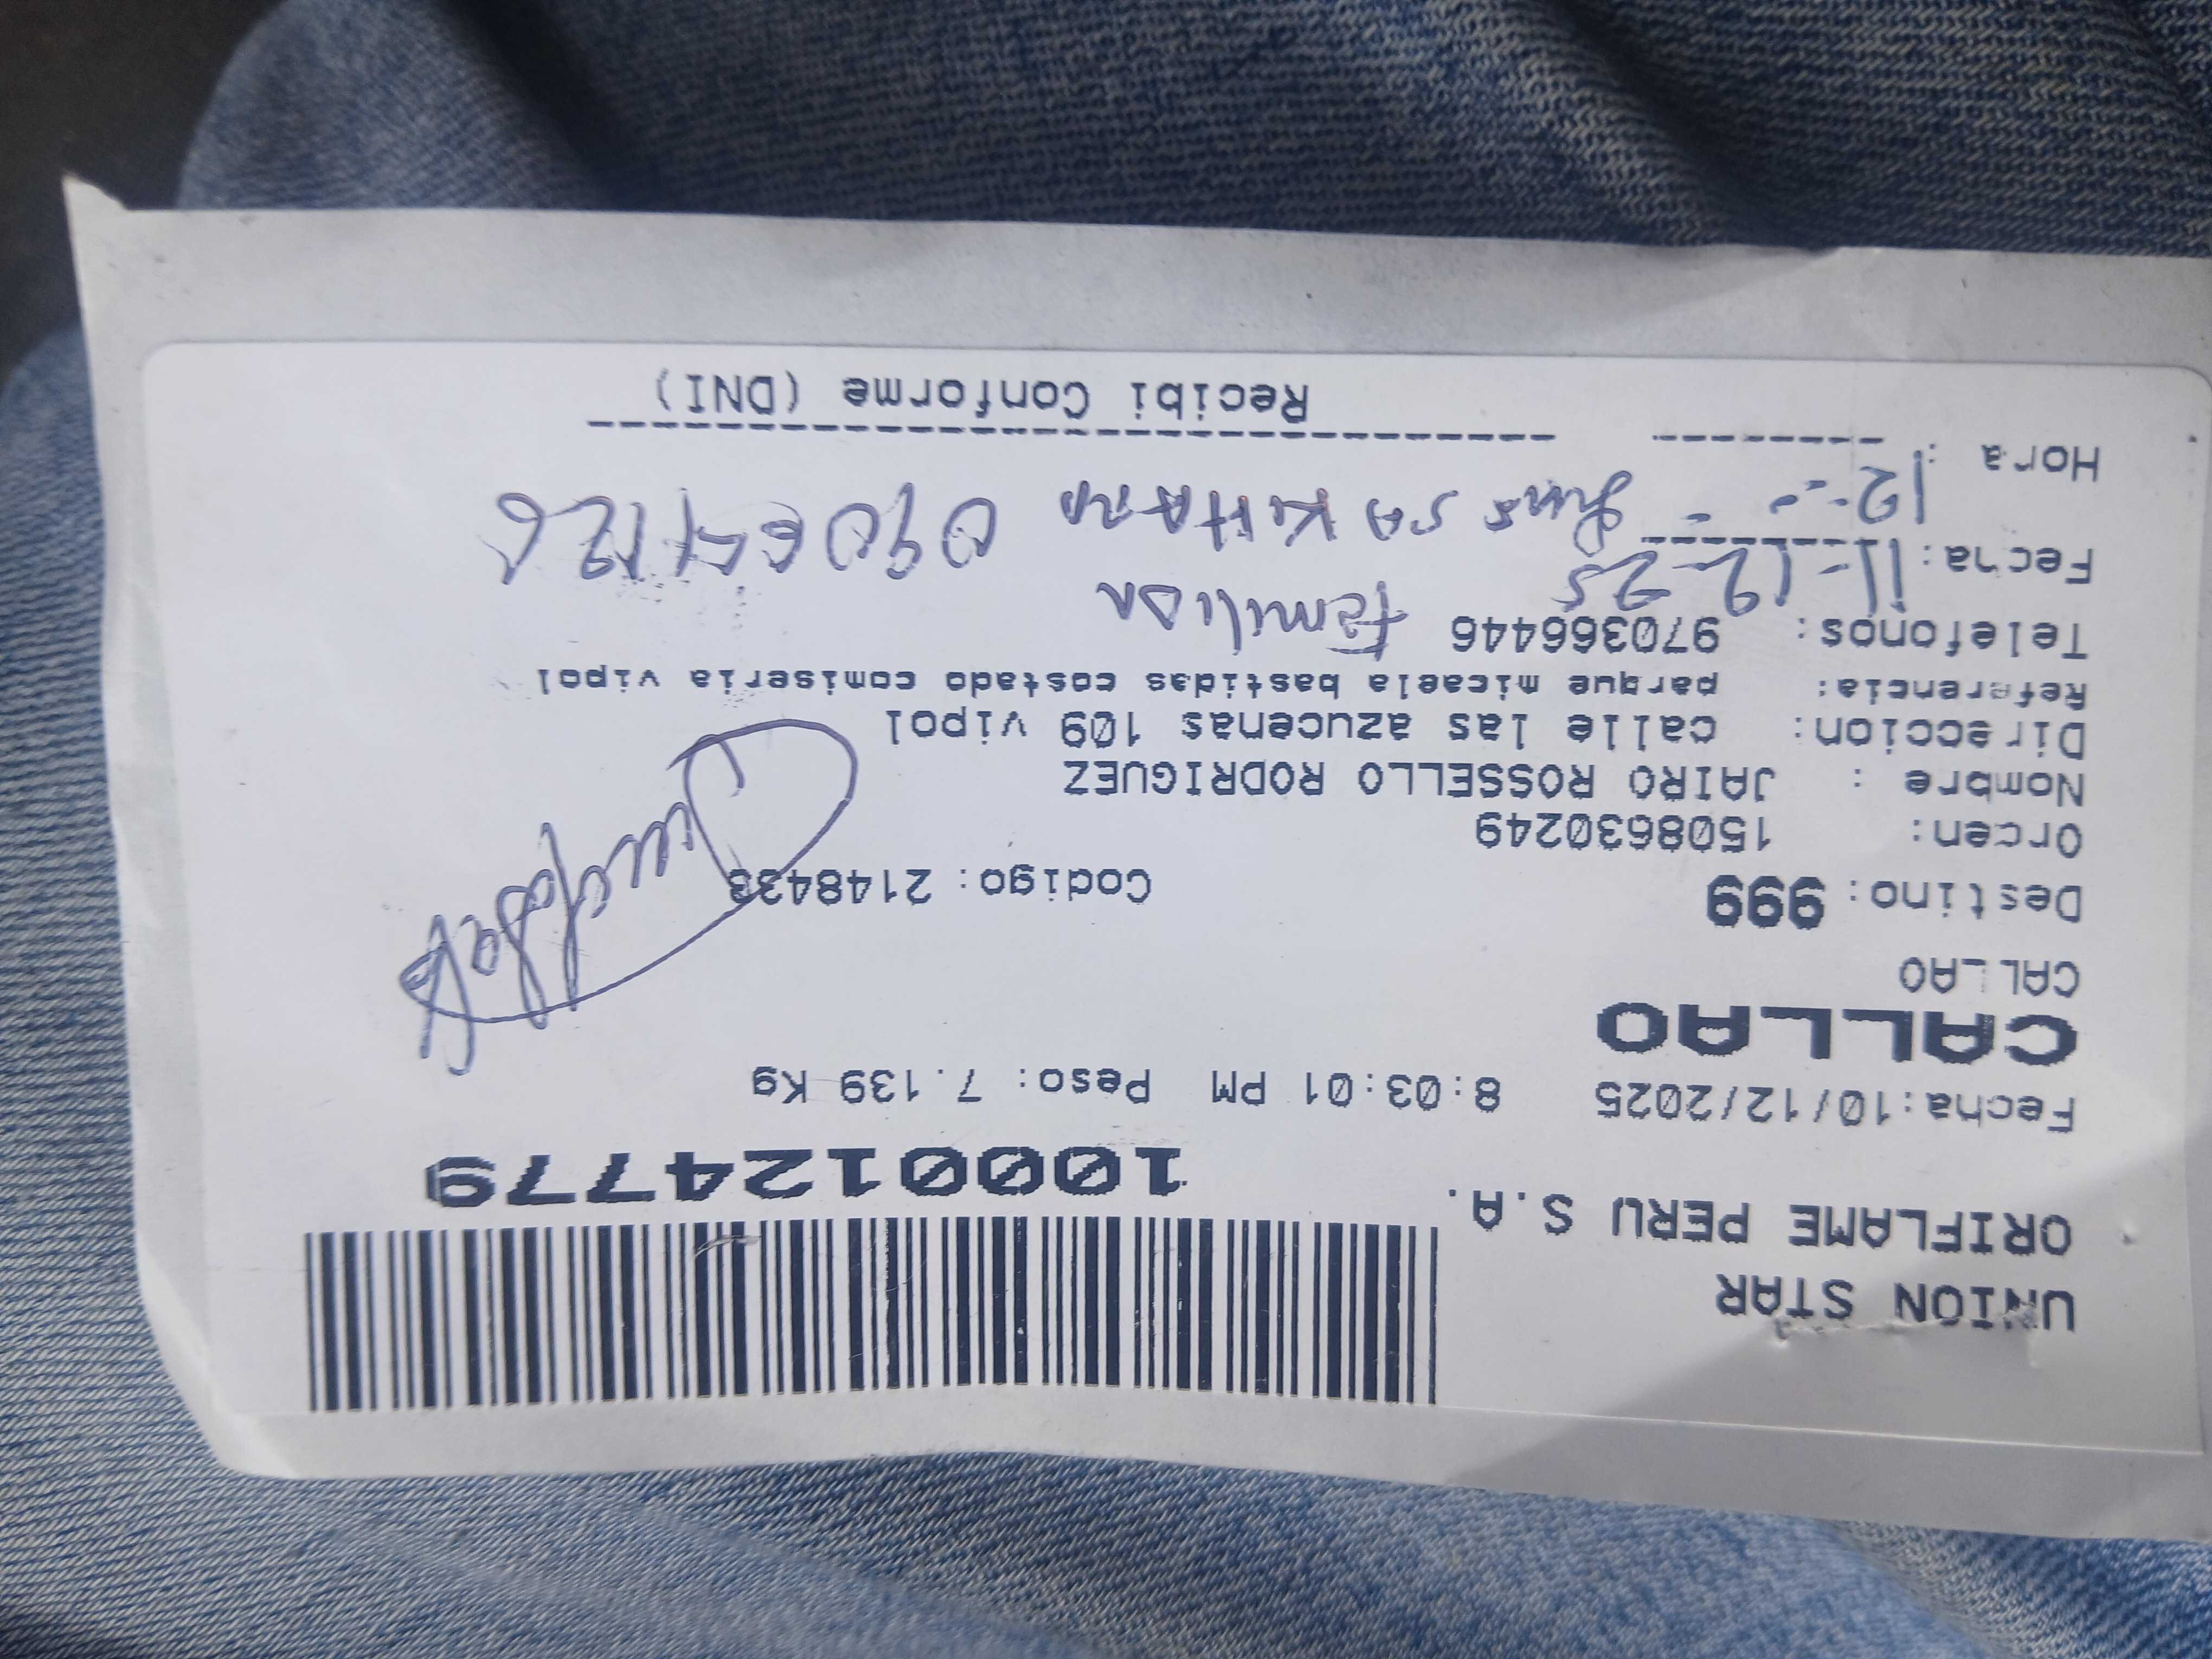 UNION STAR
ORIFLAME PERU S.A.
1000124779
Fecha:10/12/2025 8:03:01 PM Peso: 7.139 Kg
CALLAO
CALLAO
Destino: 999 Codigo: 2148433
Orden: 1508630249
Nombre : JAIRO ROSSELLO RODRIGUEZ
Direccion: calle las azucenas 109 vipol
Referencia: parque micaela bastidas costado comiseria vipol
Telefonos: 970366446
Fecha: 11-12-25
Hora : 12
Recibi Conforme (DNI)